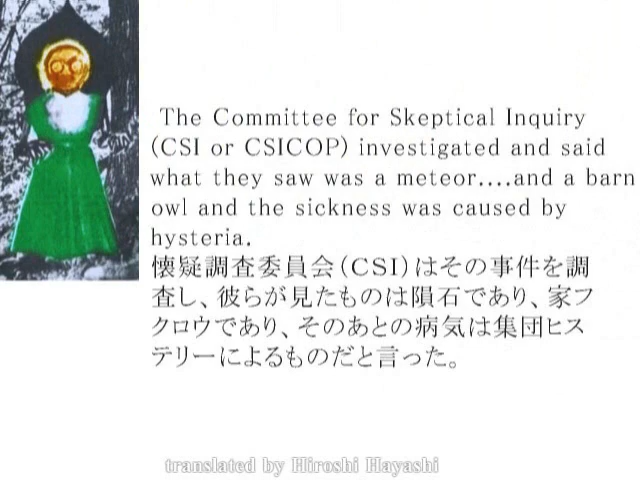 The Committee for Skeptical Inquiry
(CSI or CSICOP) investigated and said
what they saw was a meteor....and a barn
owl and the sickness was caused by
hysteria.
懐疑調査委員会(CSI)はその事件を調
査し、彼らが見たものは隕石であり、家フ
クロウであり、そのあとの病気は集団ヒス
テリーによるものだと言った。
translated by Hiroshi Hayashi